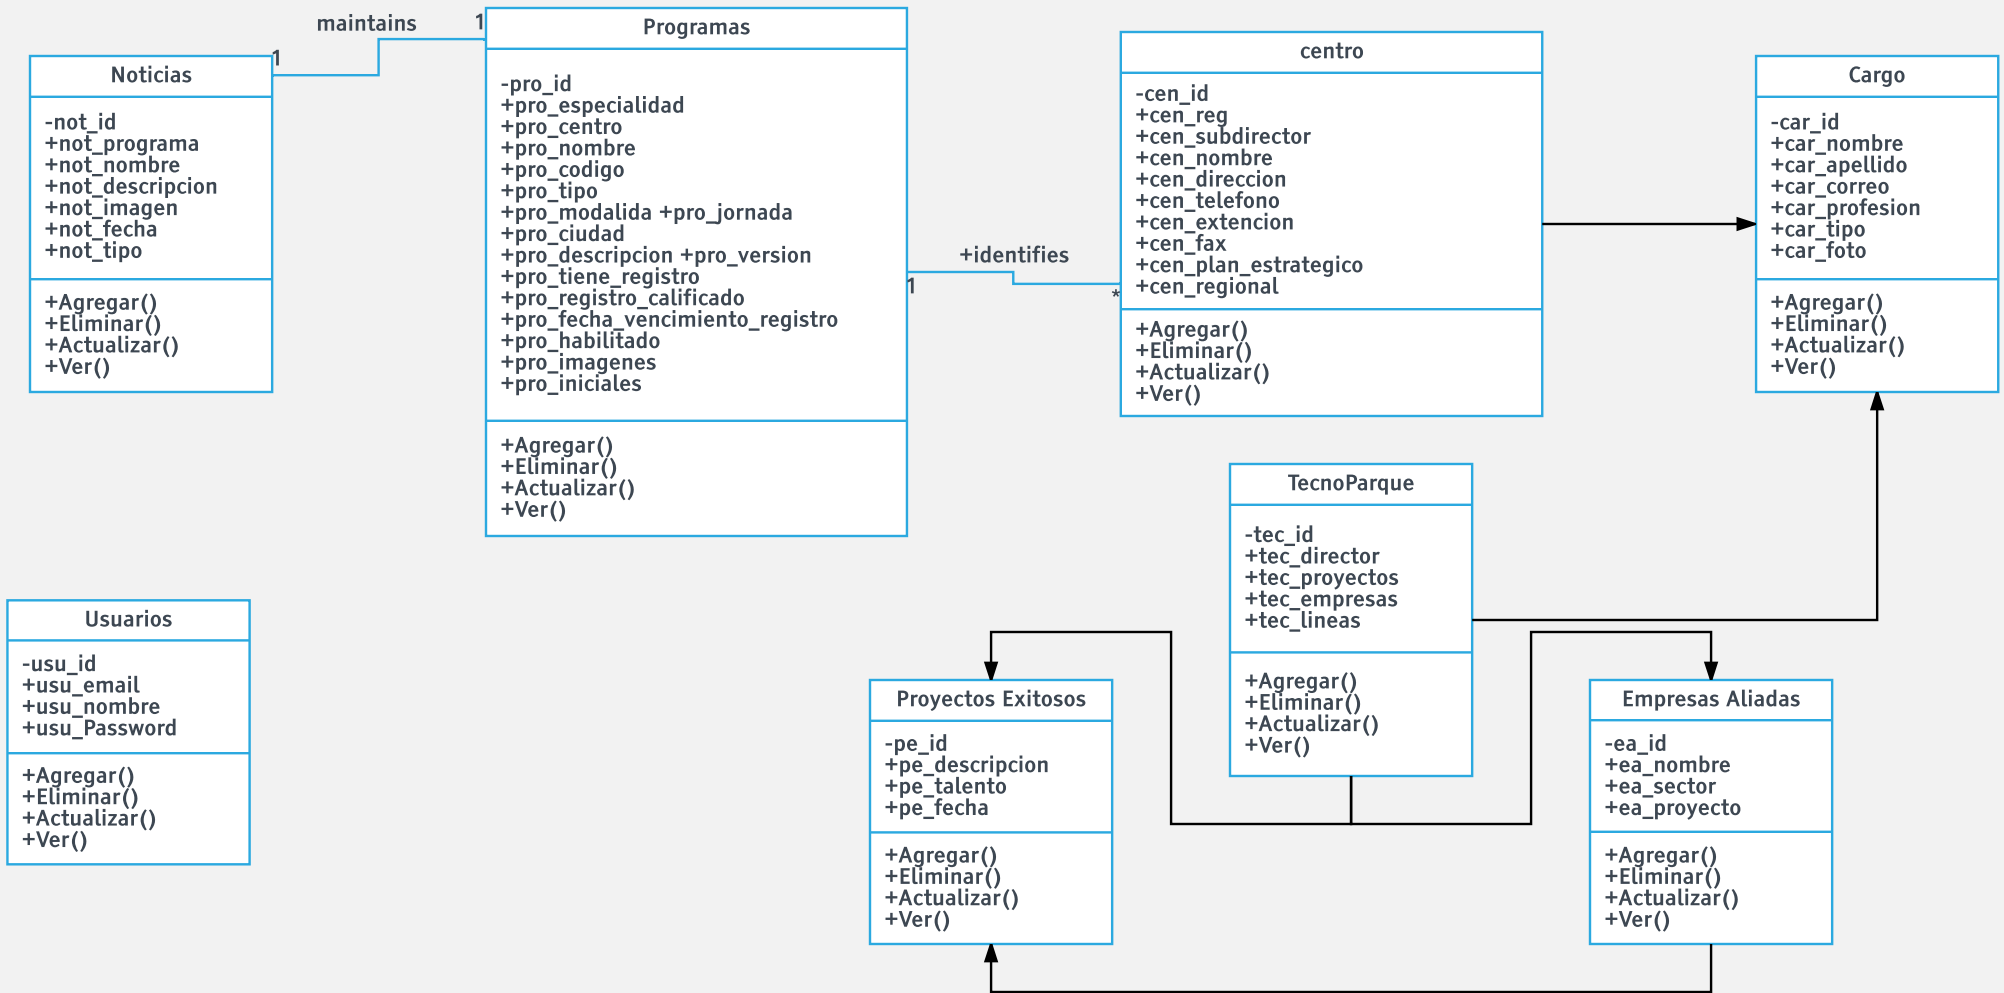 maintains
1
1
Noticias
-not_id
+not_programa
+not_nombre
+not_descripcion
+not_imagen
+not_fecha
+not_tipo
+Agregar()
+Eliminar()
+Actualizar()
+Ver()
Programas
-pro_id
+pro_especialidad
+pro_centro
+pro_nombre
+pro_codigo
+pro_tipo
+pro_modalida +pro_jornada
+pro_ciudad
+pro_descripcion +pro_version
+pro_tiene_registro
+pro_registro_calificado
+pro_fecha_vencimiento_registro
+pro_habilitado
+pro_imagenes
+pro_iniciales
+Agregar()
+Eliminar()
+Actualizar()
+Ver()
+identifies
1
*
centro
-cen_id
+cen_reg
+cen_subdirector
+cen_nombre
+cen_direccion
+cen_telefono
+cen_extencion
+cen_fax
+cen_plan_estrategico
+cen_regional
+Agregar()
+Eliminar()
+Actualizar()
+Ver()
Cargo
-car_id
+car_nombre
+car_apellido
+car_correo
+car_profesion
+car_tipo
+car_foto
+Agregar()
+Eliminar()
+Actualizar()
+Ver()
TecnoParque
-tec_id
+tec_director
+tec_proyectos
+tec_empresas
+tec_lineas
+Agregar()
+Eliminar()
+Actualizar()
+Ver()
Usuarios
-usu_id
+usu_email
+usu_nombre
+usu_Password
+Agregar()
+Eliminar()
+Actualizar()
+Ver()
Proyectos Exitosos
-pe_id
+pe_descripcion
+pe_talento
+pe_fecha
+Agregar()
+Eliminar()
+Actualizar()
+Ver()
Empresas Aliadas
-ea_id
+ea_nombre
+ea_sector
+ea_proyecto
+Agregar()
+Eliminar()
+Actualizar()
+Ver()